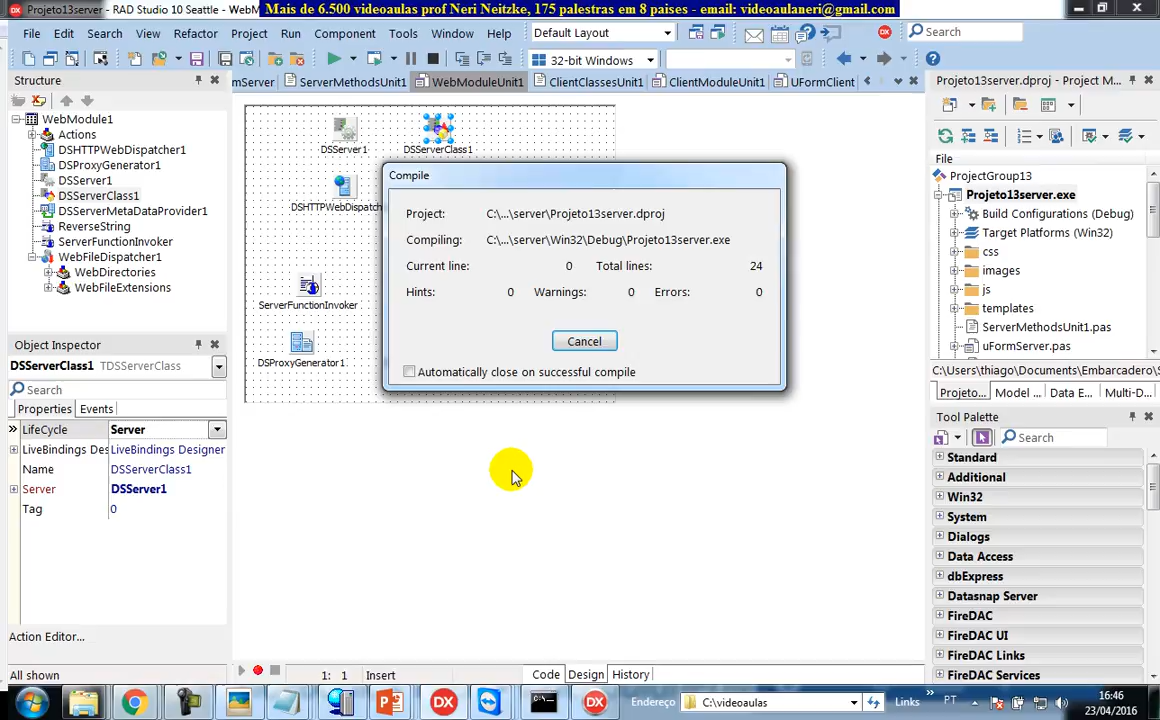 Projeto13server - RAD Studio 10 Seattle - WebM
Mais de 6.500 videoaulas prof Neri Neitzke, 175 palestras em 8 paises - email: videoaulaneri@gmail.com
File Edit Search View Refactor Project Run Component Tools Window Help
Default Layout
Search
32-bit Windows
Structure
mServer ServerMethodsUnit1 WebModuleUnit1 ClientClassesUnit1 ClientModuleUnit1 UFormClient
Projeto13server.dproj - Project M...
WebModule1
Actions
DSHTTPWebDispatcher1
DSProxyGenerator1
DSServer1
DSServerClass1
DSServerMetaDataProvider1
ReverseString
ServerFunctionInvoker
WebFileDispatcher1
WebDirectories
WebFileExtensions
DSServer1
DSServerClass1
DSHTTPWebDispatch
ServerFunctionInvoker
DSProxyGenerator1
Compile
Project: C:\...\server\Projeto13server.dproj
Compiling: C:\...\server\Win32\Debug\Projeto13server.exe
Current line: 0 Total lines: 24
Hints: 0 Warnings: 0 Errors: 0
Cancel
Automatically close on successful compile
File
ProjectGroup13
Projeto13server.exe
Build Configurations (Debug)
Target Platforms (Win32)
css
images
js
templates
ServerMethodsUnit1.pas
uFormServer.pas
C:\Users\thiago\Documents\Embarcadero\S
Projeto... Model ... Data E... Multi-D...
Object Inspector
DSServerClass1 TDSServerClass
Search
Properties Events
LifeCycle Server
LiveBindings Des LiveBindings Designer
Name DSServerClass1
Server DSServer1
Tag 0
Action Editor...
All shown
1: 1 Insert
Code Design History
Tool Palette
Search
Standard
Additional
Win32
System
Dialogs
Data Access
dbExpress
Datasnap Server
FireDAC
FireDAC UI
FireDAC Links
FireDAC Services
Endereço C:\videoaulas
Links
PT
16:46
23/04/2016